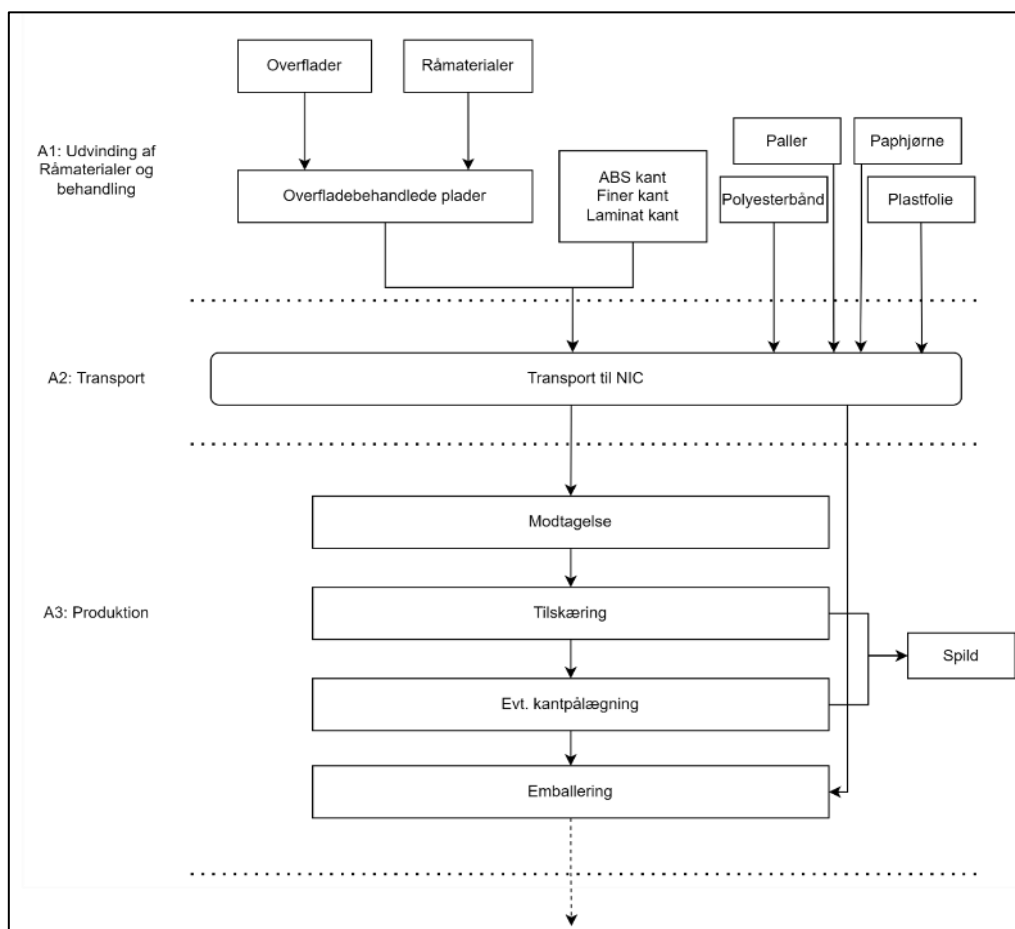 Overflader
Råmaterialer
A1: Udvinding af
Råmaterialer og
behandling
Overfladebehandlede plader
ABS kant
Finer kant
Laminat kant
Paller
Paphjørne
Polyesterbånd
Plastfolie
A2: Transport
Transport til NIC
Modtagelse
A3: Produktion
Tilskæring
Spild
Evt. kantpålægning
Emballering